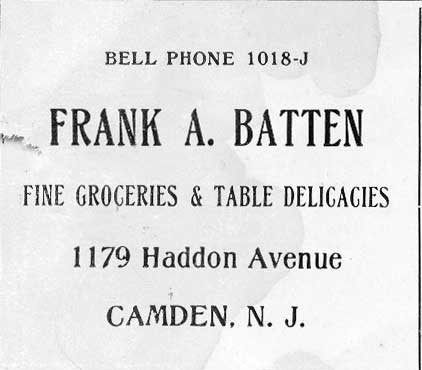 BELL PHONE 1018-J
FRANK A. BATTEN
FINE GROCERIES & TABLE DELICACIES
1179 Haddon Avenue
CAMDEN, N. J.